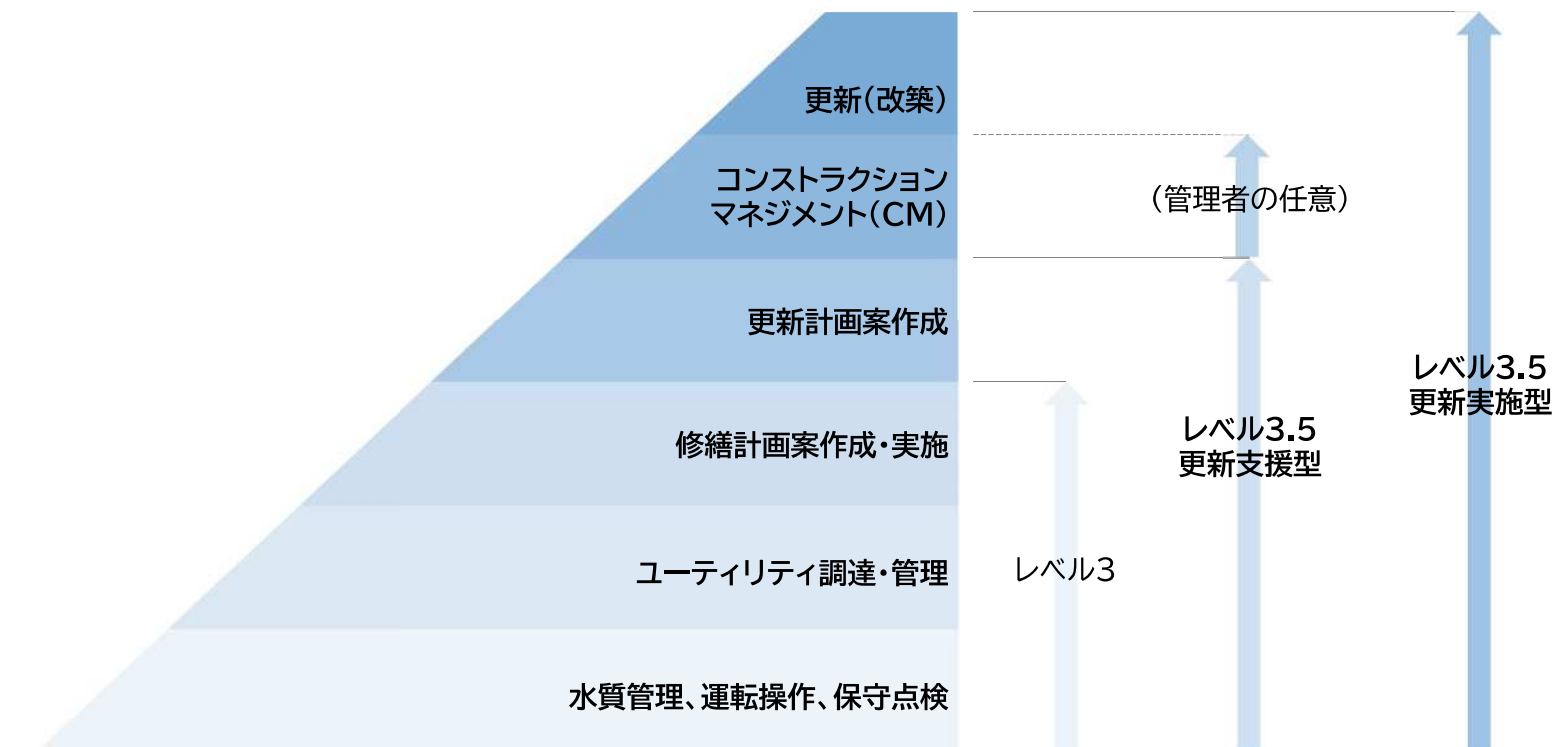 更新(改築)
コンストラクション
マネジメント(CM)
(管理者の任意)
更新計画案作成
レベル3.5
更新実施型
修繕計画案作成・実施
レベル3.5
更新支援型
ユーティリティ調達・管理
レベル3
水質管理、運転操作、保守点検